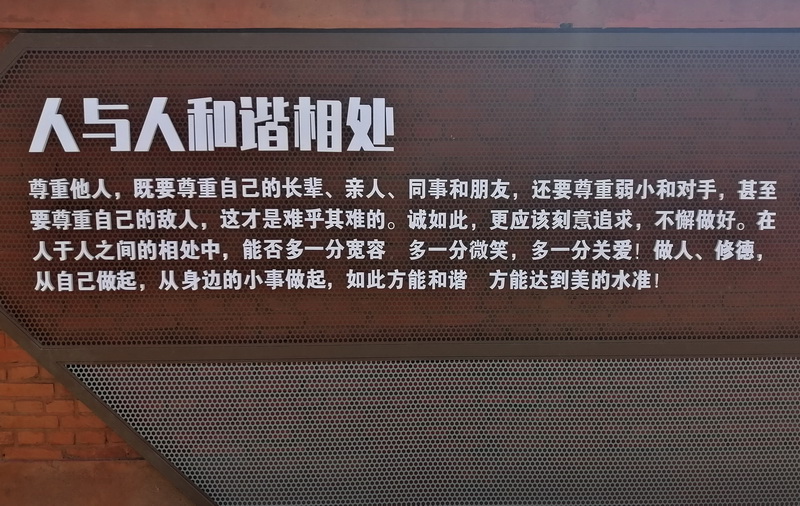 人与人和谐相处
尊重他人，既要尊重自己的长辈、亲人、同事和朋友，还要尊重弱小和对手，甚至
要尊重自己的敌人，这才是难乎其难的。诚如此，更应该刻意追求，不懈做好。在
人于人之间的相处中，能否多一分宽容　多一分微笑，多一分关爱！做人、修德，
从自己做起，从身边的小事做起，如此方能和谐　方能达到美的水准！